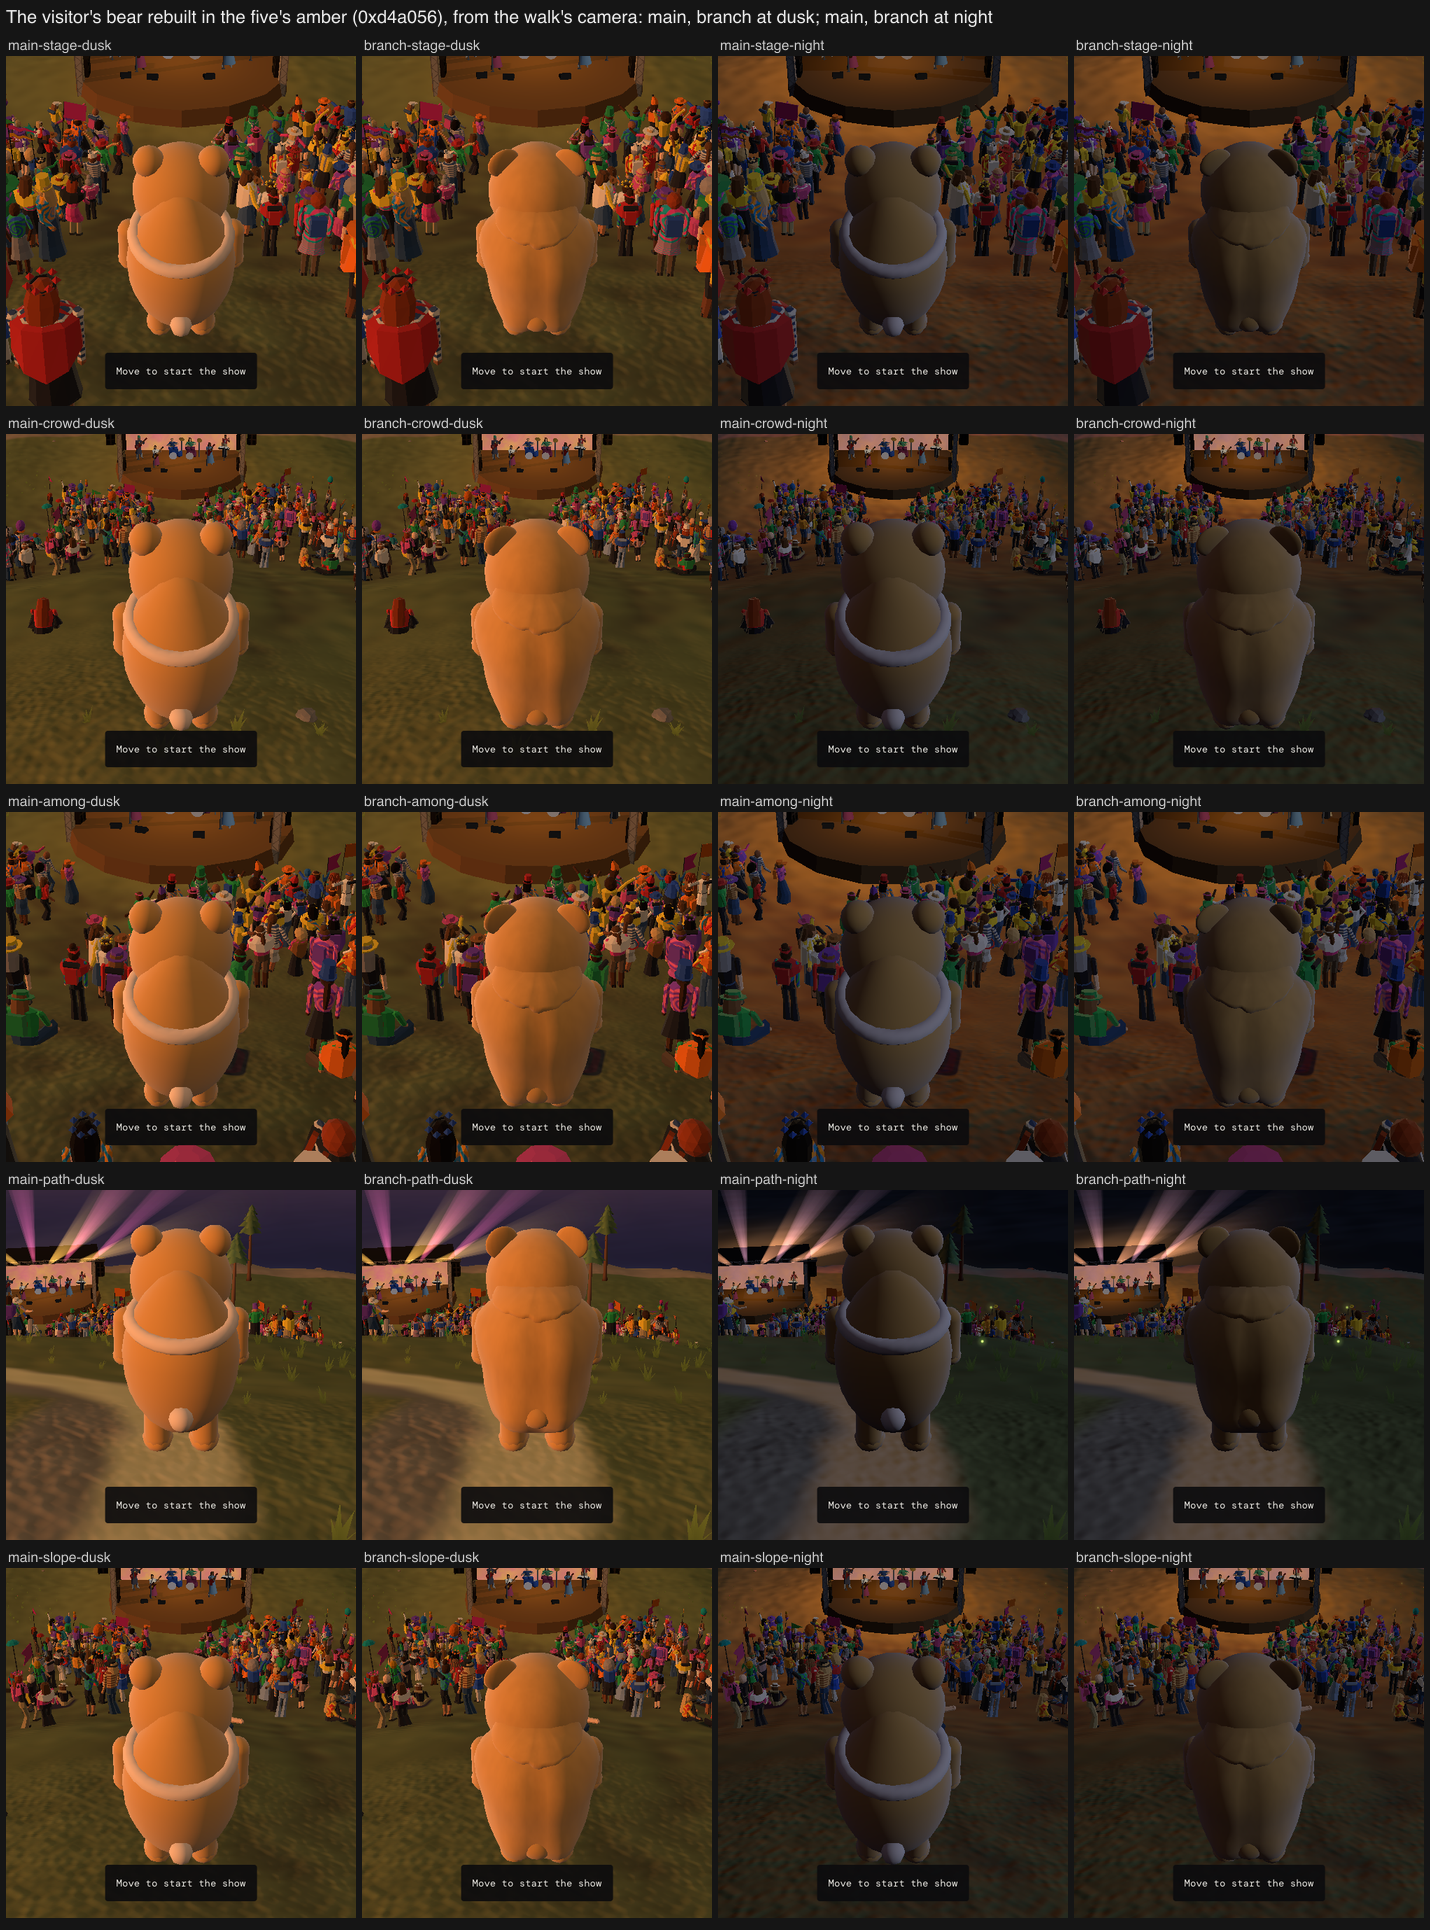 The visitor's bear rebuilt in the five's amber (0xd4a056), from the walk's camera: main, branch at dusk; main, branch at night
main-stage-dusk
branch-stage-dusk
main-stage-night
branch-stage-night
Move to start the show
Move to start the show
Move to start the show
Move to start the show
main-crowd-dusk
branch-crowd-dusk
main-crowd-night
branch-crowd-night
Move to start the show
Move to start the show
Move to start the show
Move to start the show
main-among-dusk
branch-among-dusk
main-among-night
branch-among-night
Move to start the show
Move to start the show
Move to start the show
Move to start the show
main-path-dusk
branch-path-dusk
main-path-night
branch-path-night
Move to start the show
Move to start the show
Move to start the show
Move to start the show
main-slope-dusk
branch-slope-dusk
main-slope-night
branch-slope-night
Move to start the show
Move to start the show
Move to start the show
Move to start the show